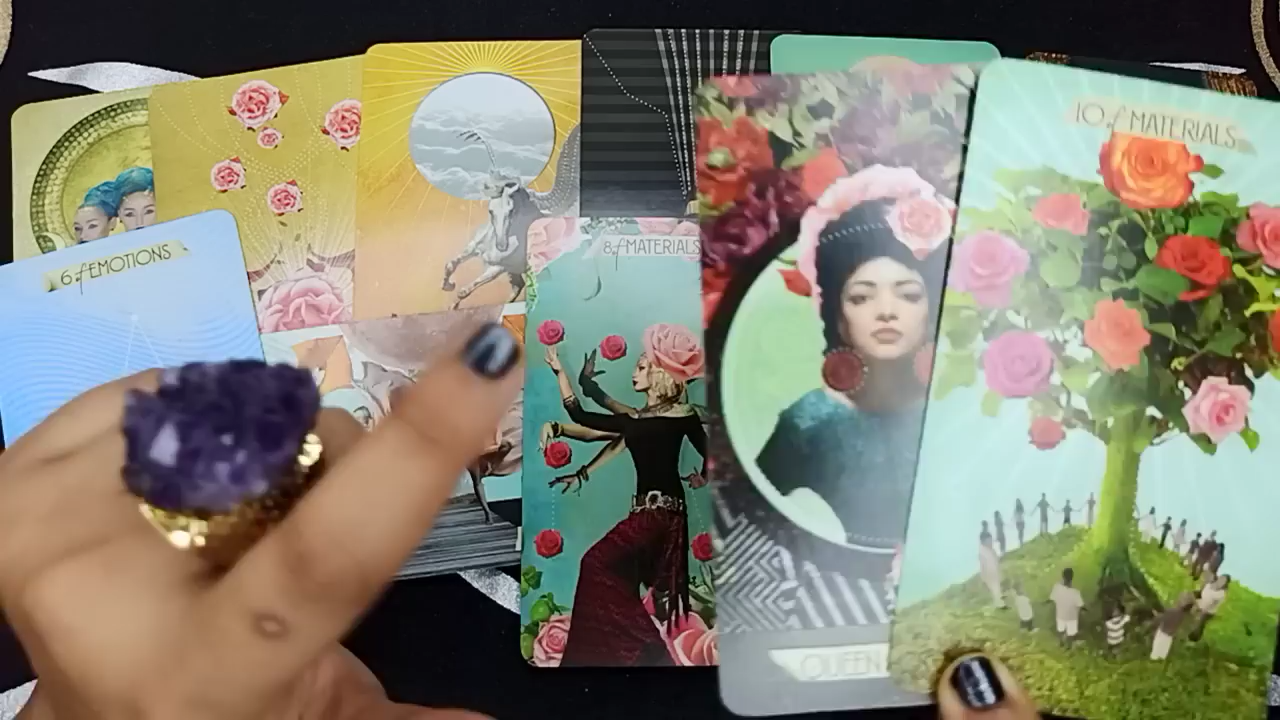 10 of MATERIALS
6 of EMOTIONS
8 of MATERIALS
QUEEN